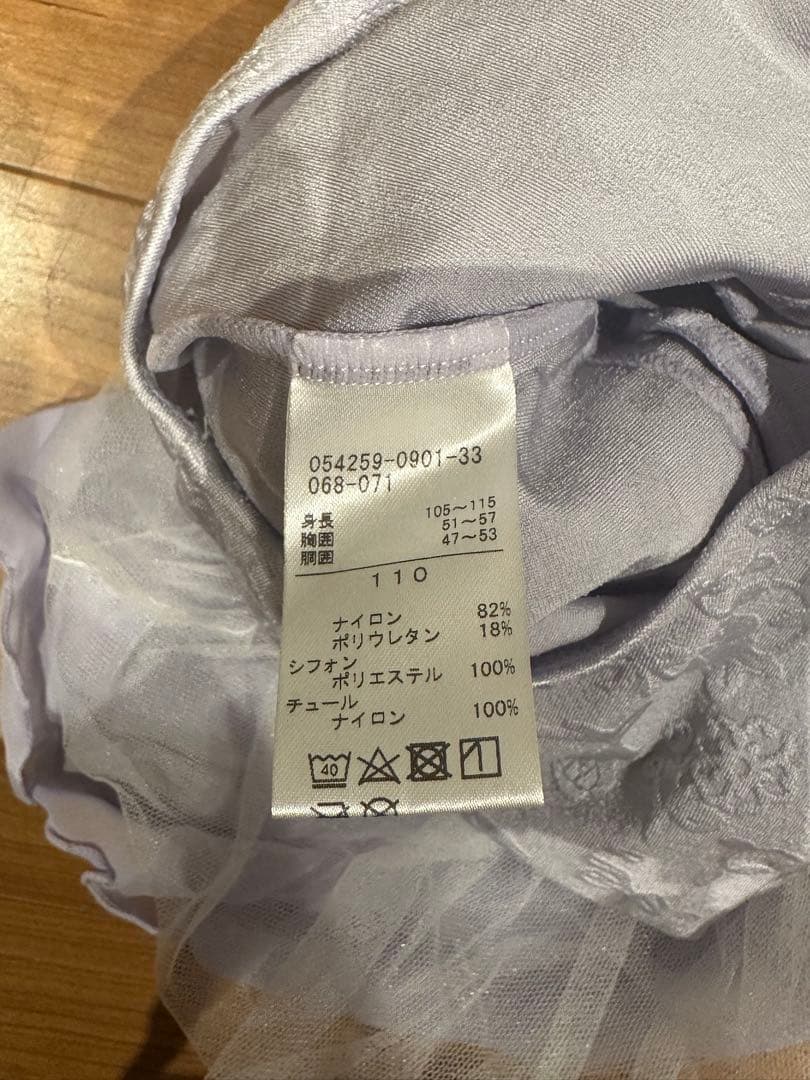 054259-0901-33
068-071
身長 105〜115
胸囲 51〜57
胴囲 47〜53
110
ナイロン 82%
ポリウレタン 18%
シフォン
ポリエステル 100%
チュール
ナイロン 100%
40